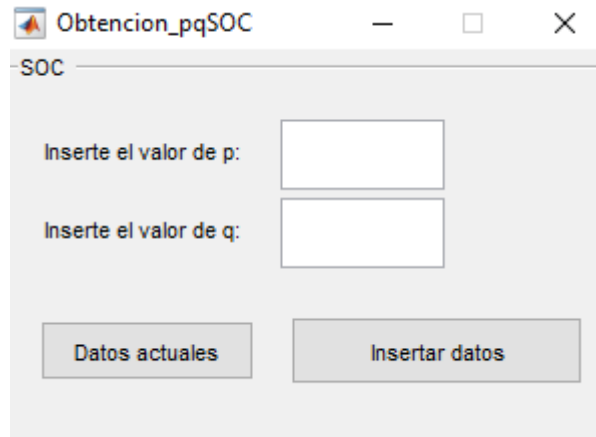 Obtencion_pqSOC
SOC
Inserte el valor de p:
Inserte el valor de q:
Datos actuales
Insertar datos